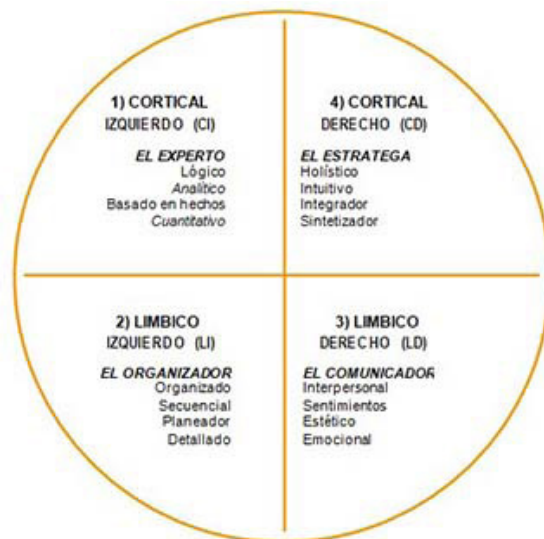 1) CORTICAL
IZQUIERDO (CI)
EL EXPERTO
Lógico
Analítico
Basado en hechos
Cuantitativo
4) CORTICAL
DERECHO (CD)
EL ESTRATEGA
Holístico
Intuitivo
Integrador
Sintetizador
2) LIMBICO
IZQUIERDO (LI)
EL ORGANIZADOR
Organizado
Secuencial
Planeador
Detallado
3) LIMBICO
DERECHO (LD)
EL COMUNICADOR
Interpersonal
Sentimientos
Estético
Emocional